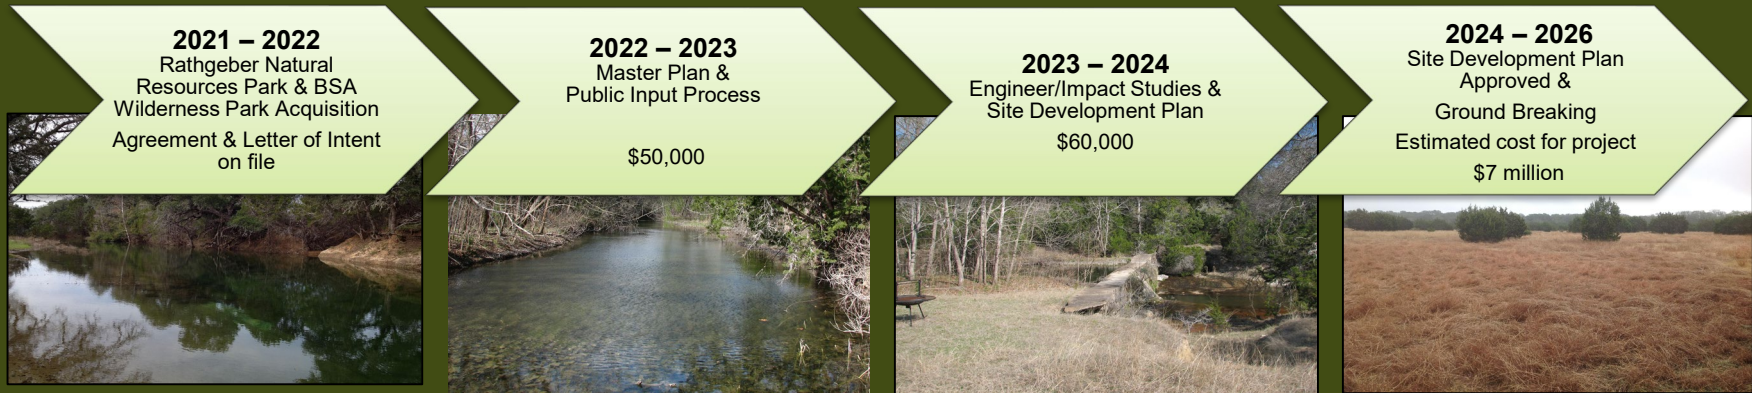 2021 – 2022
Rathgeber Natural
Resources Park & BSA
Wilderness Park Acquisition
Agreement & Letter of Intent
on file
2022 – 2023
Master Plan &
Public Input Process
$50,000
2023 – 2024
Engineer/Impact Studies &
Site Development Plan
$60,000
2024 – 2026
Site Development Plan
Approved &
Ground Breaking
Estimated cost for project
$7 million